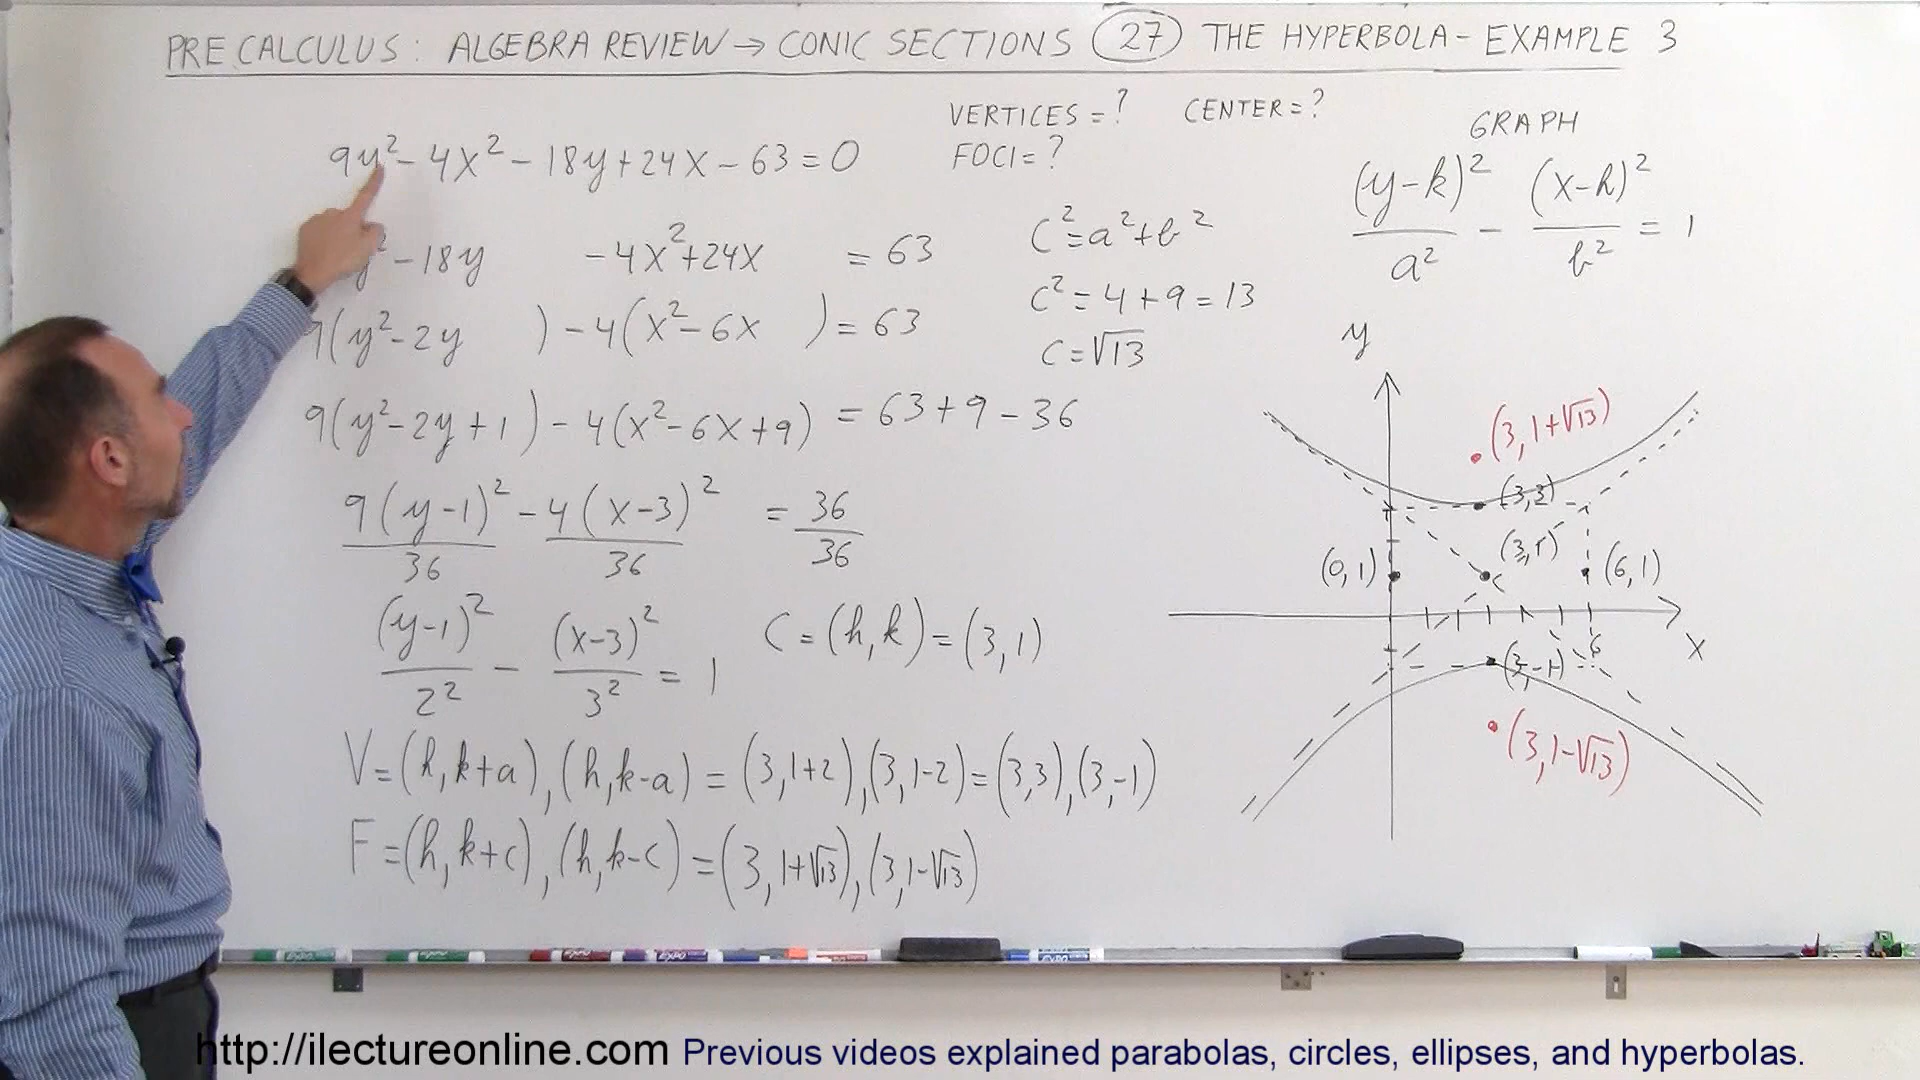 PRE CALCULUS: ALGEBRA REVIEW → CONIC SECTIONS (27) THE HYPERBOLA - EXAMPLE 3
VERTICES = ? CENTER = ?
FOCI = ?
GRAPH
9y² - 4x² - 18y + 24x - 63 = 0
y² - 18y - 4x² + 24x = 63
9(y² - 2y ) - 4(x² - 6x ) = 63
9(y² - 2y + 1) - 4(x² - 6x + 9) = 63 + 9 - 36
9(y-1)²/36 - 4(x-3)²/36 = 36/36
(y-1)²/2² - (x-3)²/3² = 1
C = (h, k) = (3, 1)
V = (h, k+a), (h, k-a) = (3, 1+2), (3, 1-2) = (3,3), (3,-1)
F = (h, k+c), (h, k-c) = (3, 1+√13), (3, 1-√13)
c² = a² + b²
c² = 4 + 9 = 13
c = √13
(y-k)²/a² - (x-h)²/b² = 1
y
(3, 1+√13)
(3,3)
(3,1)
(0,1)
(6,1)
x
6
(3,-1)
(3, 1-√13)
http://ilectureonline.com Previous videos explained parabolas, circles, ellipses, and hyperbolas.